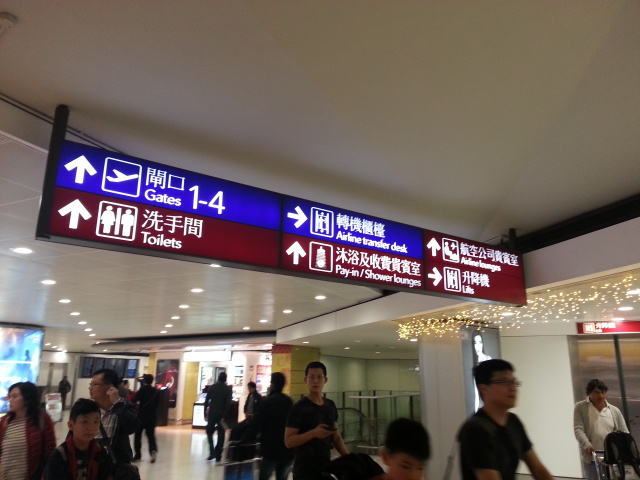 閘口
Gates 1-4
洗手間
Toilets
轉機櫃檯
Airline transfer desk
沐浴及收費貴賓室
Pay-in / Shower lounges
航空公司貴賓室
Airline lounges
升降機
Lifts